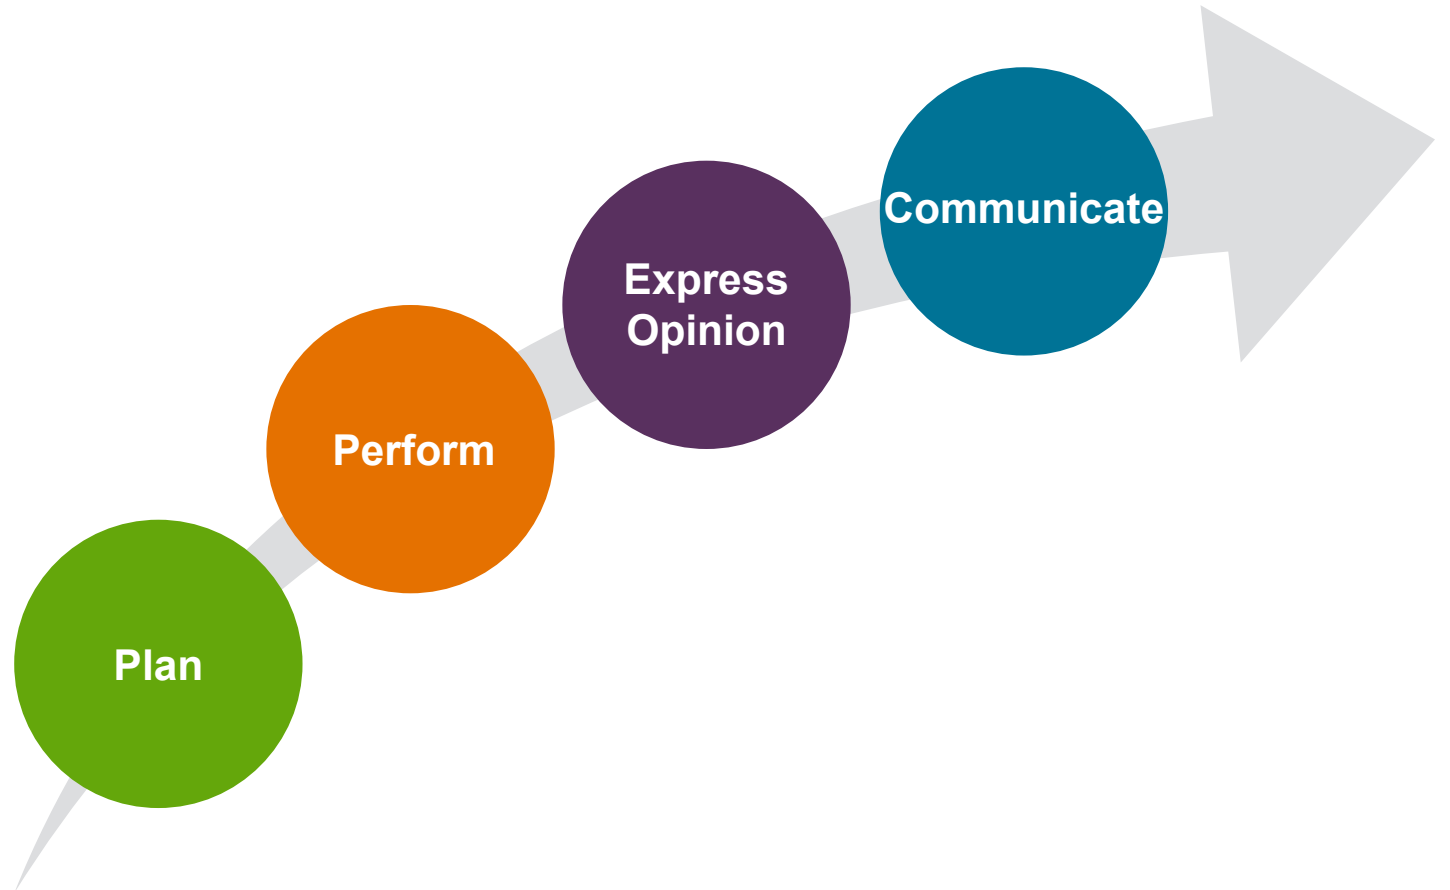 Plan
Perform
Express
Opinion
Communicate